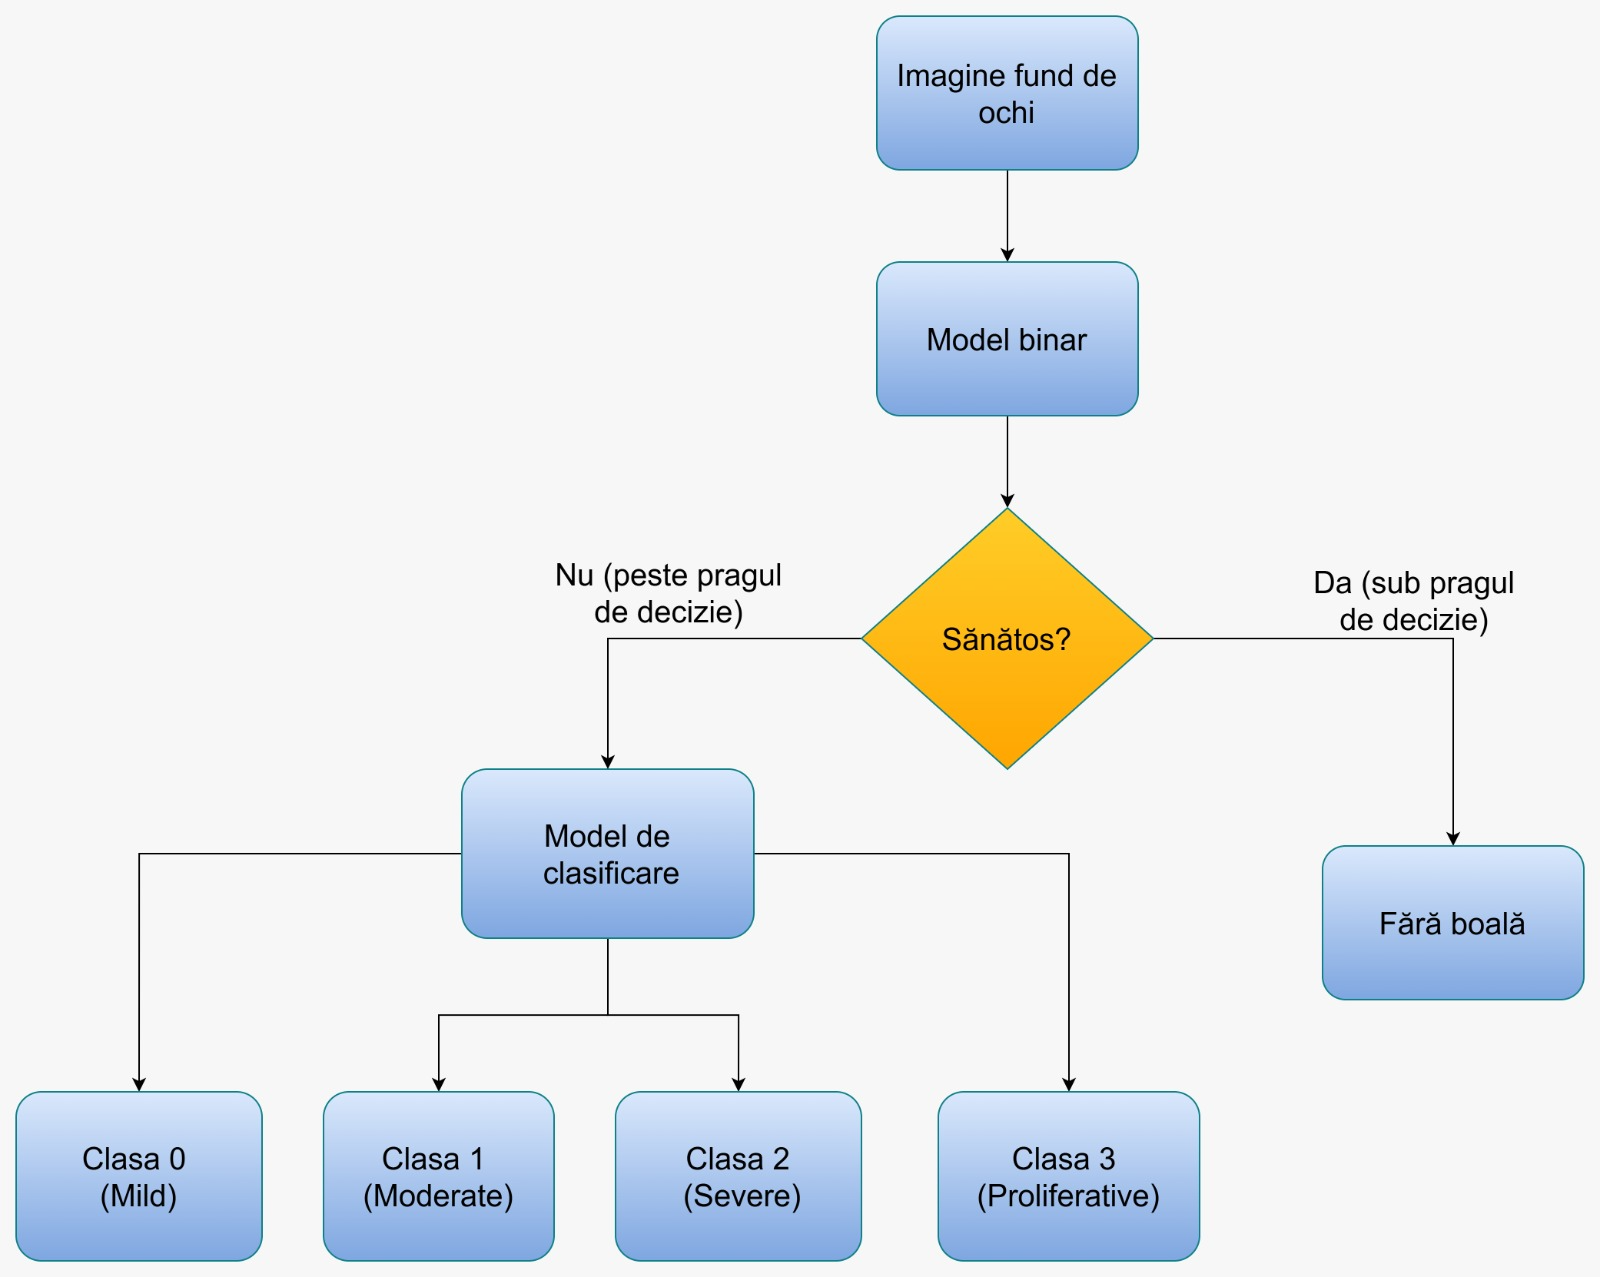 Imagine fund de
ochi
Model binar
Nu (peste pragul
de decizie)
Da (sub pragul
de decizie)
Sănătos?
Model de
clasificare
Fără boală
Clasa 0
(Mild)
Clasa 1
(Moderate)
Clasa 2
(Severe)
Clasa 3
(Proliferative)